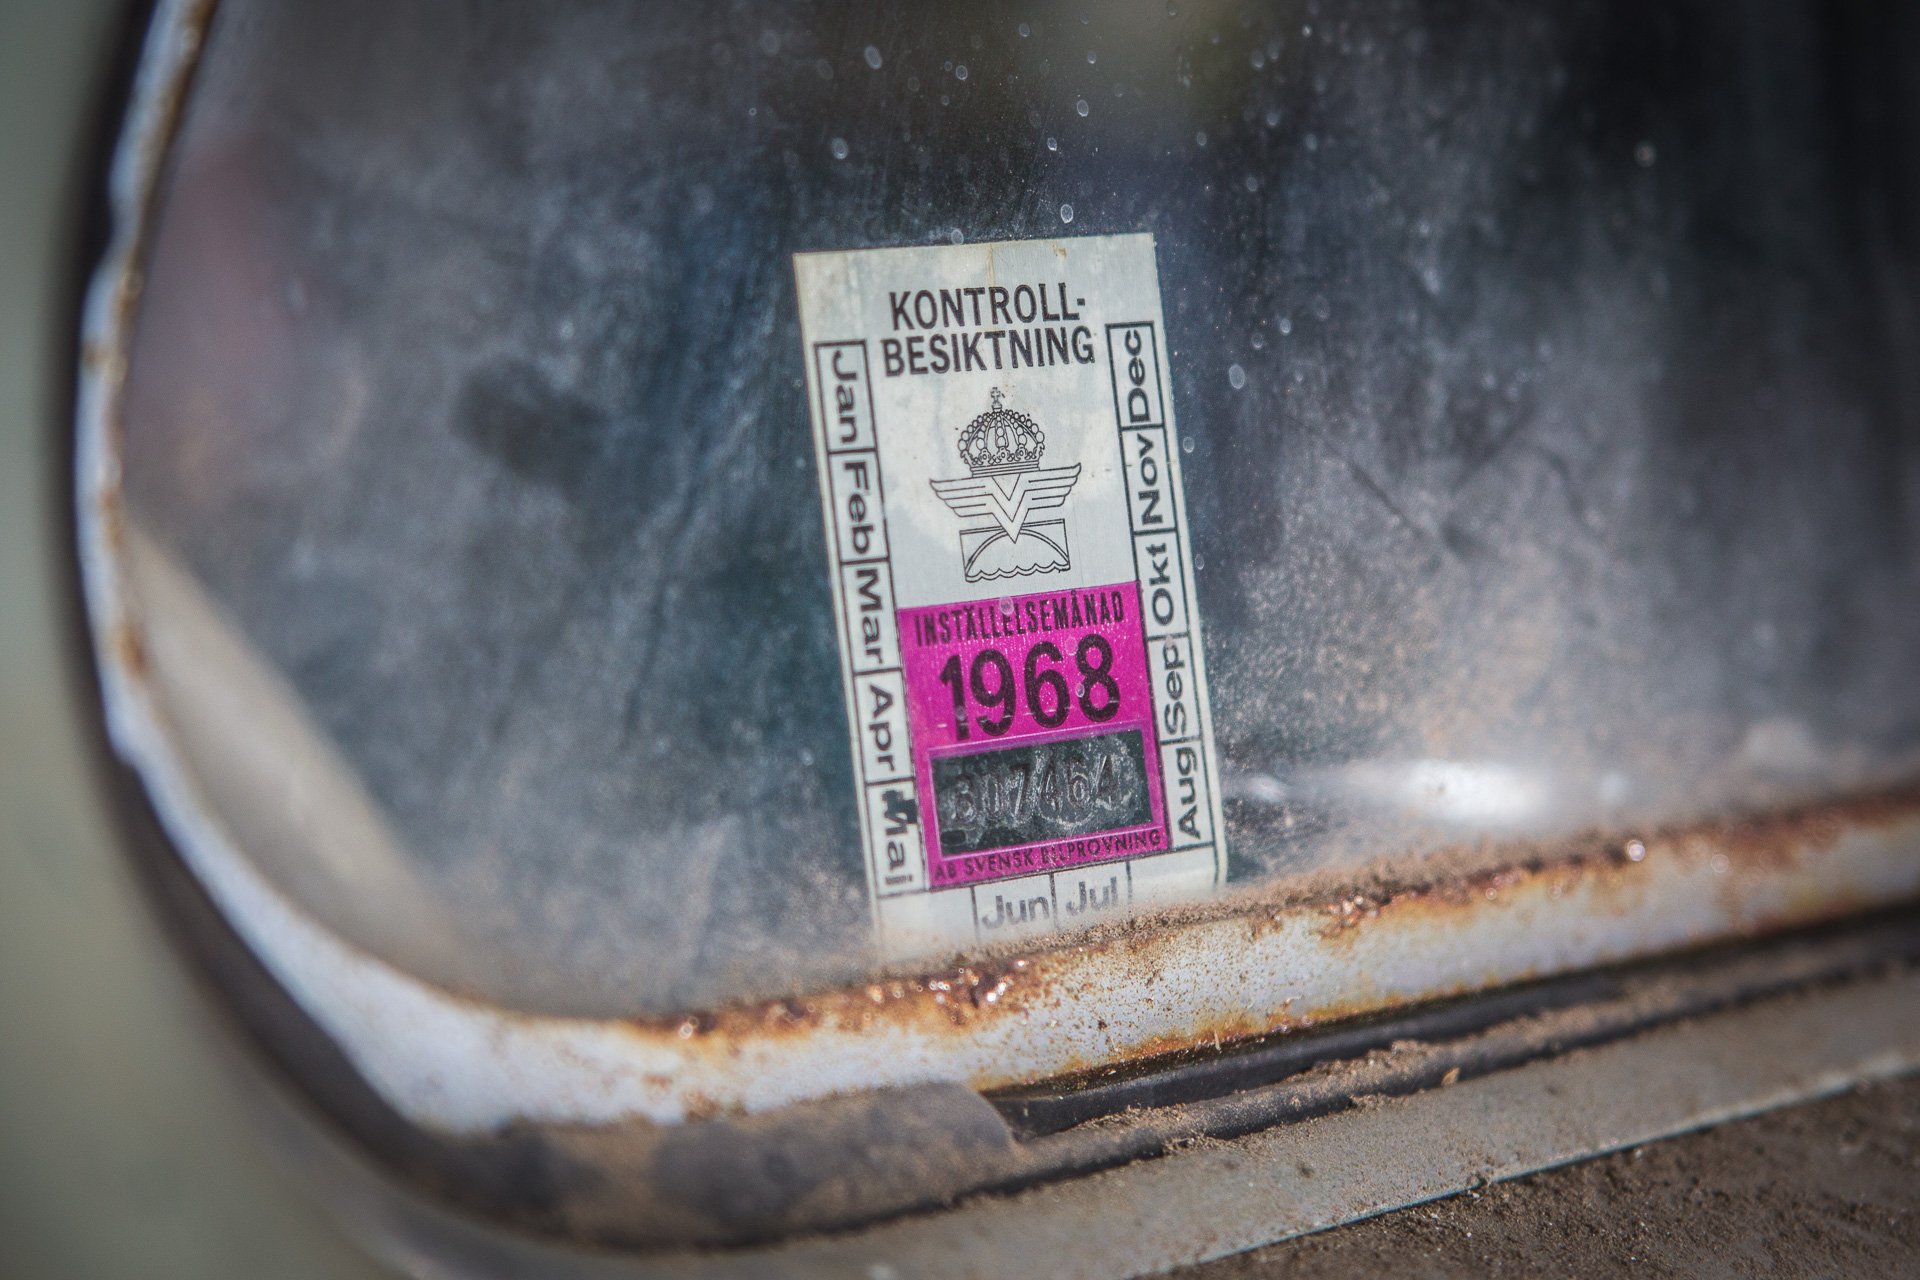 KONTROLL-
BESIKTNING
Jan
Feb
Mar
Apr
Maj
Jun
Jul
Aug
Sep
Okt
Nov
Dec
INSTÄLLELSEMÅNAD
1968
307464
AB SVENSK BILPROVNING